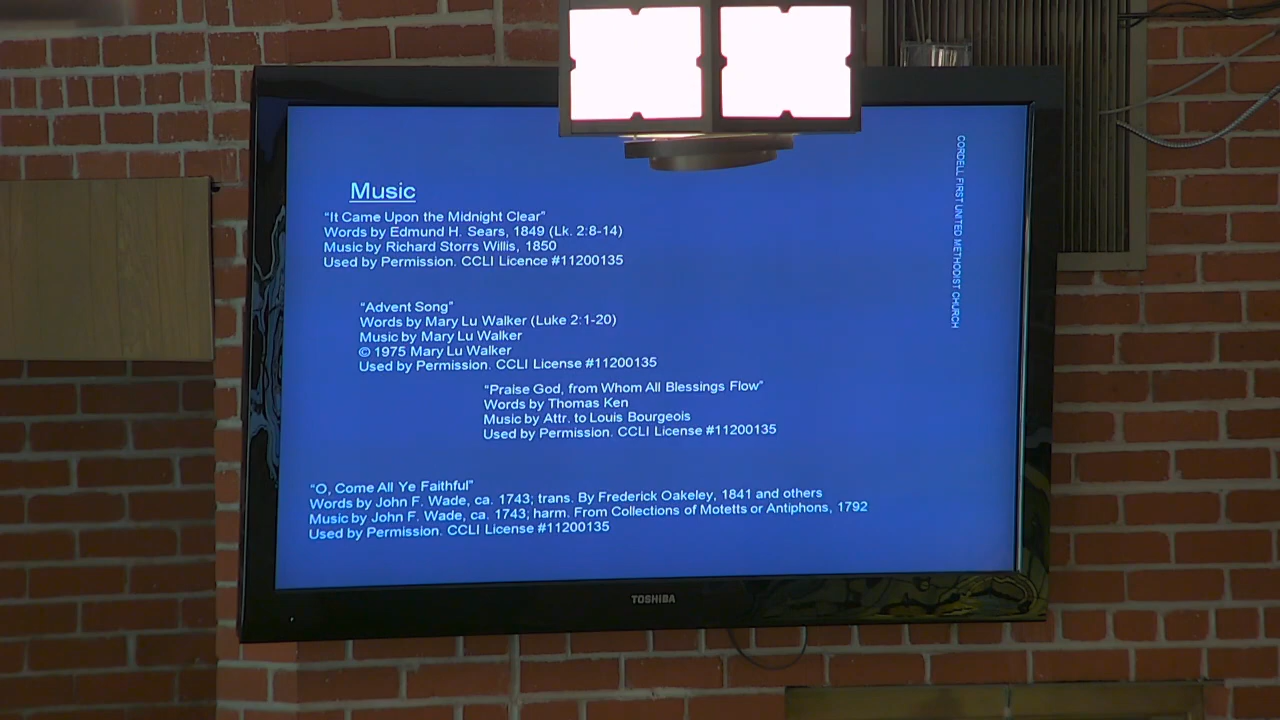 Music
"It Came Upon the Midnight Clear"
Words by Edmund H. Sears, 1849 (Lk. 2:8-14)
Music by Richard Storrs Willis, 1850
Used by Permission. CCLI Licence #11200135
"Advent Song"
Words by Mary Lu Walker (Luke 2:1-20)
Music by Mary Lu Walker
© 1975 Mary Lu Walker
Used by Permission. CCLI License #11200135
"Praise God, from Whom All Blessings Flow"
Words by Thomas Ken
Music by Attr. to Louis Bourgeois
Used by Permission. CCLI License #11200135
"O, Come All Ye Faithful"
Words by John F. Wade, ca. 1743; trans. By Frederick Oakeley, 1841 and others
Music by John F. Wade, ca. 1743; harm. From Collections of Motetts or Antiphons, 1792
Used by Permission. CCLI License #11200135
CORDELL FIRST UNITED METHODIST CHURCH
TOSHIBA